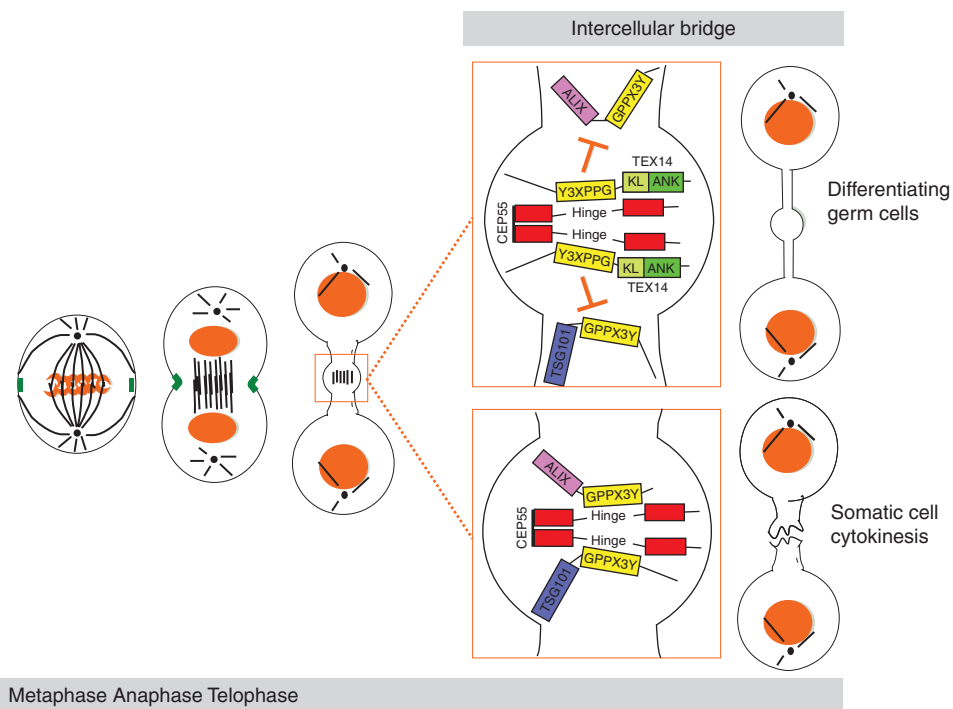 Intercellular bridge
ALIX
GPPX3Y
TEX14
Y3XPPG
KL
ANK
CEP55
Hinge
Hinge
Y3XPPG
KL
ANK
TEX14
TSG101
GPPX3Y
Differentiating
germ cells
ALIX
GPPX3Y
CEP55
Hinge
Hinge
GPPX3Y
TSG101
Somatic cell
cytokinesis
Metaphase Anaphase Telophase